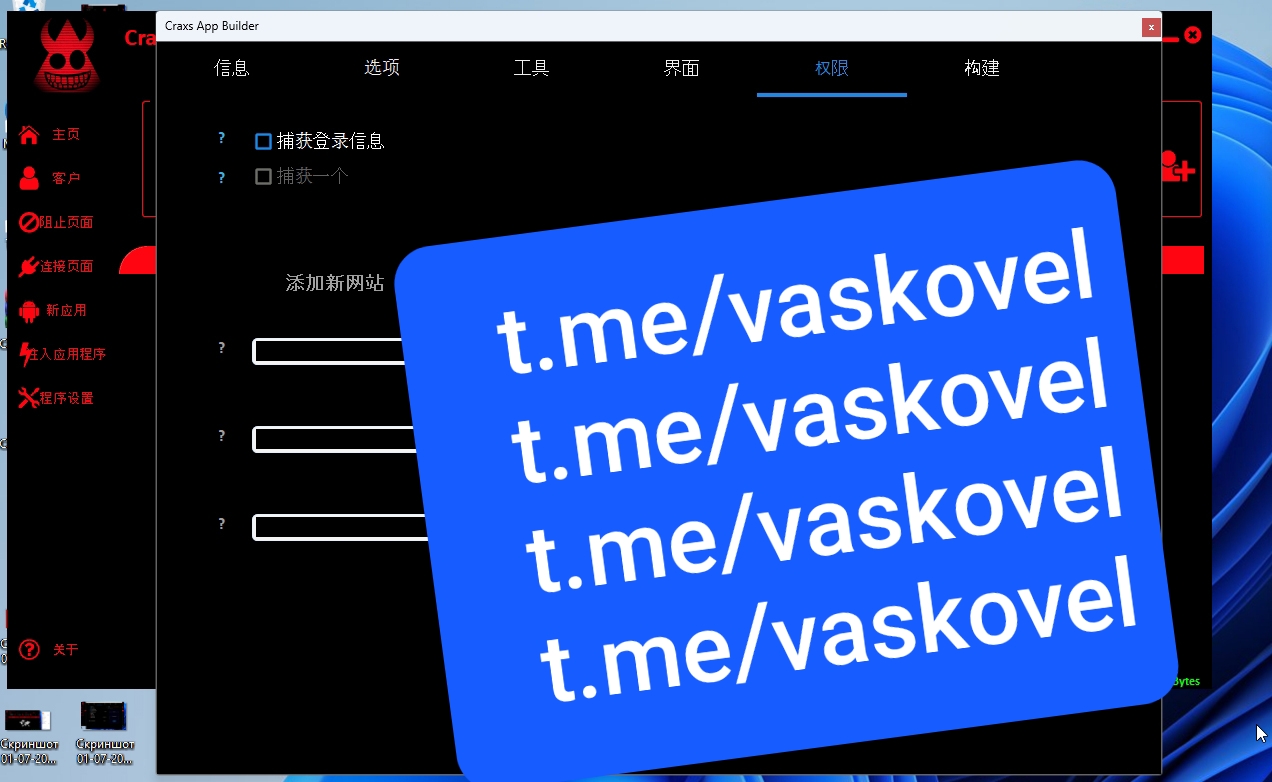 Craxs App Builder
x
Cra
信息
选项
工具
界面
权限
构建
主页
客户
阻止页面
连接页面
新应用
注入应用程序
程序设置
关于
?
捕获登录信息
?
捕获一个
添加新网站
?
?
?
t.me/vaskovel
t.me/vaskovel
t.me/vaskovel
t.me/vaskovel
Bytes
Скриншот
01-07-20...
Скриншот
01-07-20...